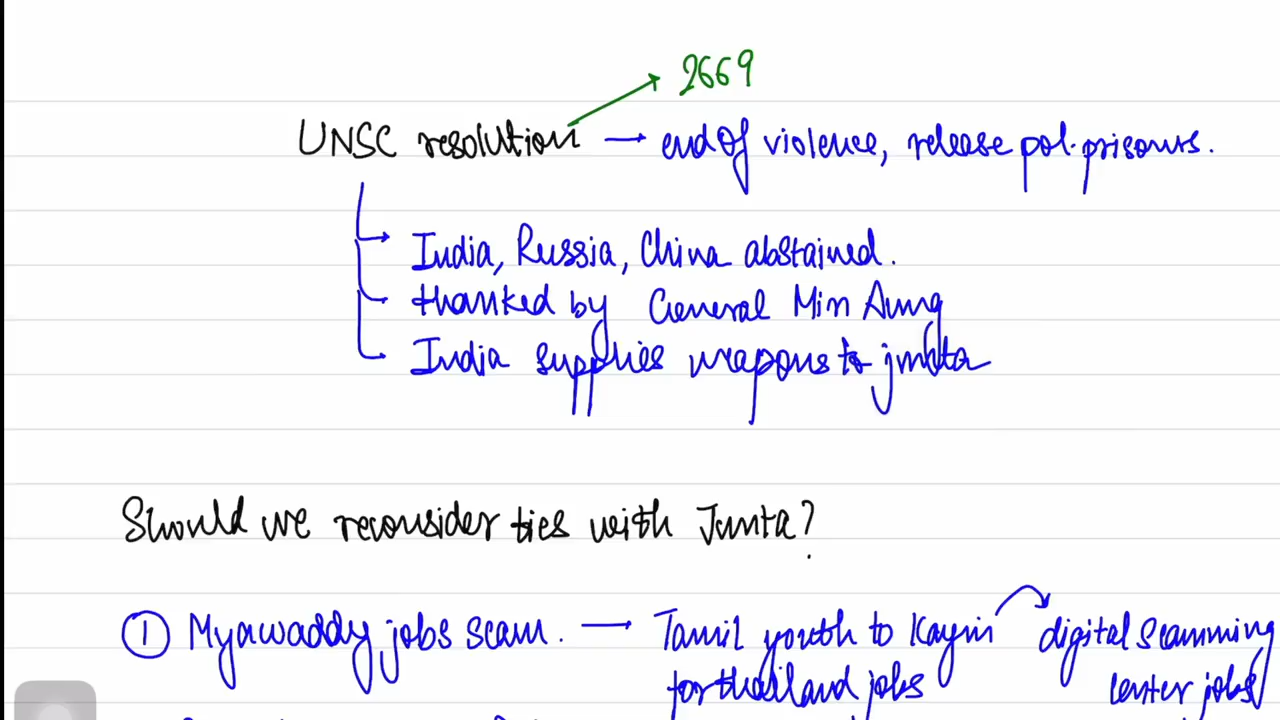 2669
UNSC resolution → end of violence, release pol. prisoners.
→ India, Russia, China abstained.
thanked by General Min Aung
India supplies weapons to junta
Should we reconsider ties with Junta?
① Myawaddy jobs scam. — Tamil youth to Kayin digital scamming
for thailand jobs center jobs